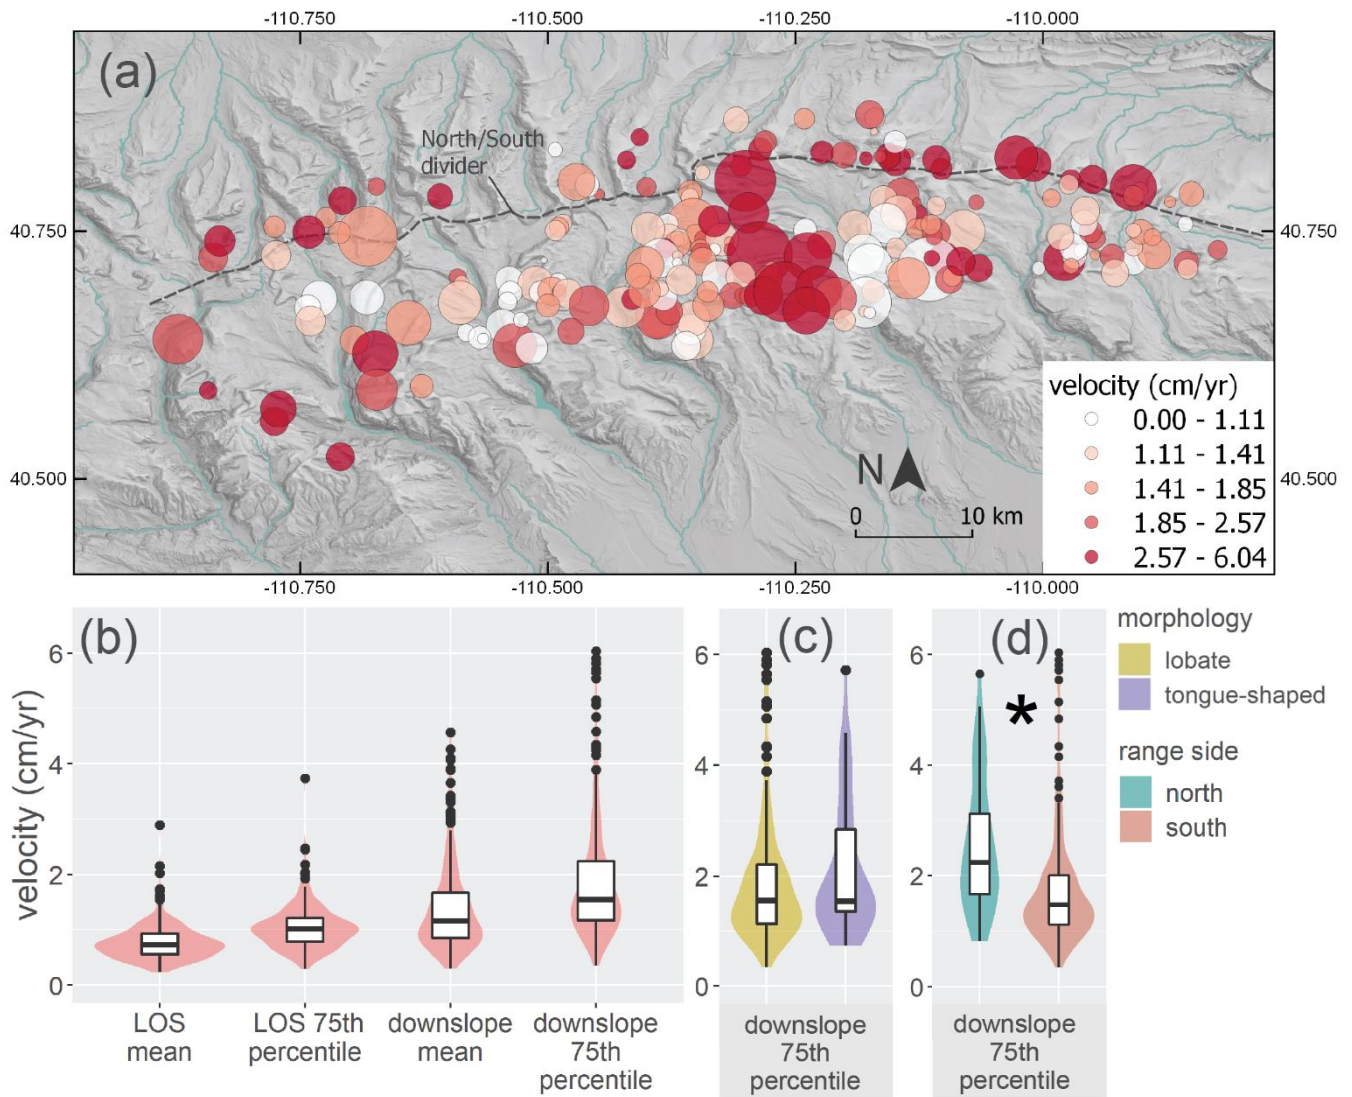 -110.750 -110.500 -110.250 -110.000
(a)
North/South
divider
40.750 40.750
velocity (cm/yr)
0.00 - 1.11
1.11 - 1.41
1.41 - 1.85
1.85 - 2.57
2.57 - 6.04
N
0 10 km
40.500 40.500
-110.750 -110.500 -110.250 -110.000
(b) (c) (d)
velocity (cm/yr)
6
4
2
0
6
4
2
0
6
4
2
0
*
LOS
mean
LOS 75th
percentile
downslope
mean
downslope
75th
percentile
downslope
75th
percentile
downslope
75th
percentile
morphology
lobate
tongue-shaped
range side
north
south